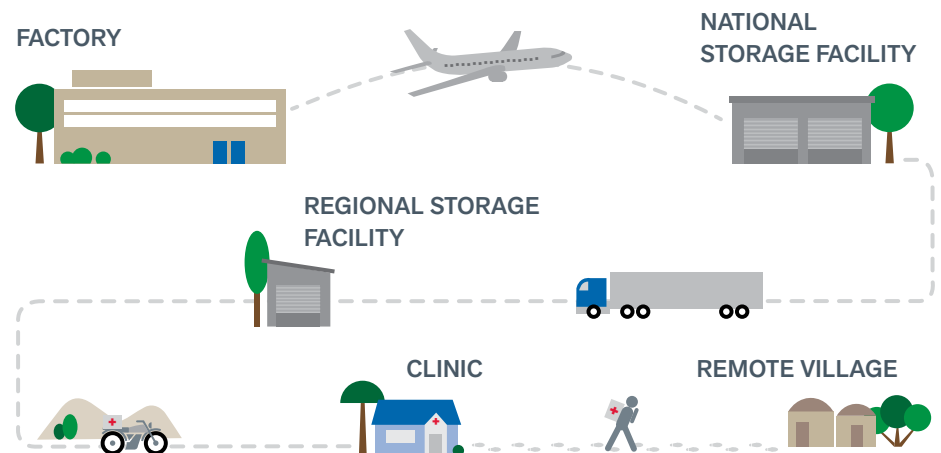 FACTORY
NATIONAL
STORAGE FACILITY
REGIONAL STORAGE
FACILITY
CLINIC
REMOTE VILLAGE